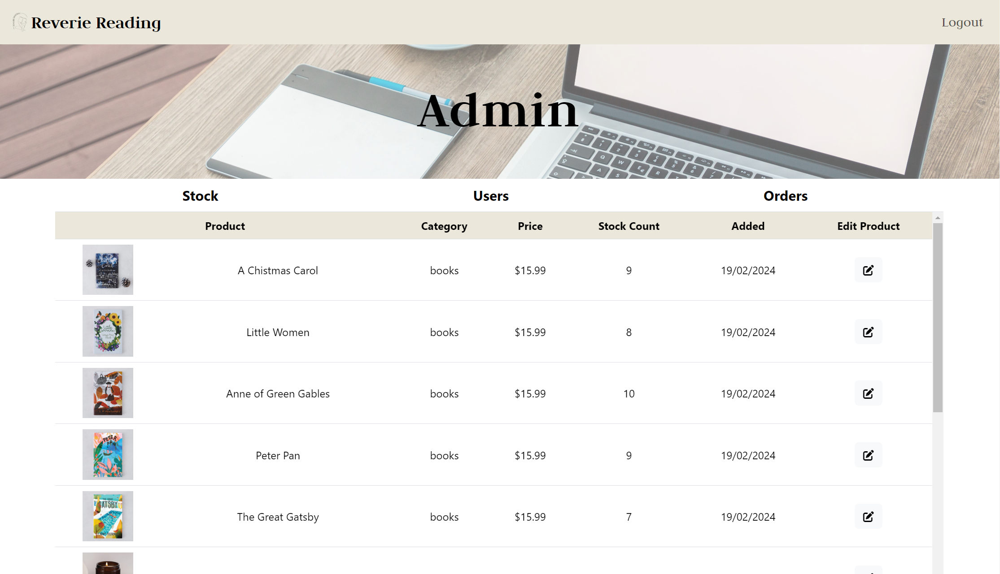 Reverie Reading
Logout
Admin
Stock Users Orders
Product Category Price Stock Count Added Edit Product
A Chistmas Carol books $15.99 9 19/02/2024
Little Women books $15.99 8 19/02/2024
Anne of Green Gables books $15.99 10 19/02/2024
PETER
PAN
Peter Pan books $15.99 9 19/02/2024
GATSBY
The Great Gatsby books $15.99 7 19/02/2024